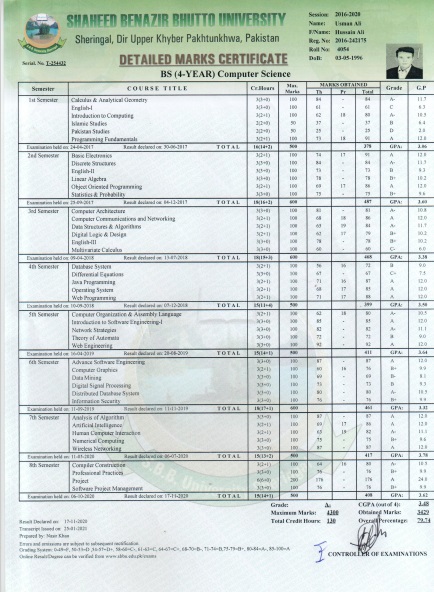 SHAHEED BENAZIR BHUTTO UNIVERSITY
Sheringal, Dir Upper Khyber Pakhtunkhwa, Pakistan
Session: 2016-2020
Name: Usman Ali
F/Name: Hussain Ali
Reg. No 2016-242175
Roll No 4054
DoB: 03-05-1996
Serial. No. T-254432
DETAILED MARKS CERTIFICATE
BS (4-YEAR) Computer Science
Semester COURSE TITLE Cr.Hours Max. Marks MARKS OBTAINED Th Pr Total Grade G.P
1st Semester Calculus & Analytical Geometry 3(3+0) 100 84 - 84 A- 11.7
English-I 3(3+0) 100 61 - 61 C
Introduction to Computing 3(2+1) 100 62 18 80 A- 10.5
Islamic Studies 2(2+0) 50 37 - 37 B 6.4
Pakistan Studies 2(2+0) 50 25 - 25 D 2.0
Programming Fundamentals 3(2+1) 100 73 18 91 A 12.0
Examination held on: 24-04-2017 Result declared on: 30-06-2017 TOTAL 16(14+2) 500 378 GPA: 3.06
2nd Semester Basic Electronics 3(2+1) 100 74 17 91 A 12.0
Discrete Structures 3(3+0) 100 84 - 84 A- 11.7
English-II 3(3+0) 100 73 - 73 B 9.3
Linear Algebra 3(3+0) 100 78 - 78 B+ 10.2
Object Oriented Programming 3(2+1) 100 69 17 86 A 12.0
Statistics & Probability 3(3+0) 100 75 - 75 B+ 9.6
Examination held on: 25-09-2017 Result declared on: 04-12-2017 TOTAL 18(16+2) 600 487 GPA: 3.60
3rd Semester Computer Architecture 3(3+0) 100 81 - 81 A- 10.8
Computer Communications and Networking 3(2+1) 100 68 18 86 A 12.0
Data Structures & Algorithms 3(2+1) 100 65 19 84 A- 11.7
Digital Logic & Design 3(2+1) 100 62 17 79 B+ 10.2
English-III 3(3+0) 100 78 - 78 B+ 10.2
Multivariate Calculus 3(3+0) 100 60 - 60 C- 6.0
Examination held on: 09-04-2018 Result declared on: 13-07-2018 TOTAL 600 468 GPA: 3.38
4th Semester Database System 3(2+1) 100 56 16 72 B 9.0
Differential Equations 3(3+0) 100 67 - 67 C+ 7.5
Java Programming 3(2+1) 100 71 16 87 A 12.0
Operating System 3(2+1) 100 68 17 85 A 12.0
Web Programming 3(2+1) 100 71 17 88 A 12.0
Examination held on: 10-09-2018 Result declared on: 07-12-2018 TOTAL 500 399 GPA: 3.50
5th Semester Computer Organization & Assembly Language 3(2+1) 100 62 18 80 A- 10.5
Introduction to Software Engineering-I 3(3+0) 100 85 - 85 A 12.0
Network Strategies 3(3+0) 100 82 - 82 A- 11.1
Theory of Automata 3(3+0) 100 72 - 72 B 9.0
Web Engineering 3(3+0) 100 92 - 92 A 12.0
Examination held on: 16-04-2019 Result declared on: 28-06-2019 TOTAL 15(14+1) 500 411 GPA: 3.64
6th Semester Advance Software Engineering 3(3+0) 100 87 - 87 A 12.0
Computer Graphics 3(2+1) 100 60 16 76 B+ 9.9
Data Mining 3(3+0) 100 69 - 69 B- 8.1
Digital Signal Processing 3(3+0) 100 73 - 73 B 9.3
Distributed Database System 3(3+0) 100 80 - 80 A- 10.5
Information Security 3(3+0) 100 76 - 76 B+ 9.9
Examination held on: 11-09-2019 Result declared on: 11-11-2019 TOTAL 18(17+1) 600 461 GPA: 3.32
7th Semester Analysis of Algorithm 3(3+0) 100 87 - 87 A 12.0
Artificial Intelligence 3(2+1) 100 69 17 86 A 12.0
Human Computer Interaction 3(2+1) 100 82 A- 11.1
Numerical Computing 3(3+0) 100 75 - 75 B+ 9.6
Wireless Networking 3(3+0) 100 87 - 87 A 12.0
Examination held on: 11-03-2020 Result declared on: 06-07-2020 TOTAL 15(13+2) 500 417 GPA: 3.78
8th Semester Compiler Construction 3(2+1) 100 64 16 80 A- 10.5
Professional Practices 3(3+0) 100 76 - 76 B+ 9.9
Project 6(6+0) 200 176 - 176 A 24.0
Software Project Management 3(3+0) 100 76 - 76 B+ 9.9
Examination held on: 06-10-2020 Result declared on: 17-11-2020 TOTAL 15(14+1) 500 408 GPA: 3.62
Grade: A- CGPA (out of 4): 3.48
Maximum Marks: 4300 Obtained Marks: 3429
Total Credit Hours: 130 Overall Percentage: 79.74
Result Declared on: 17-11-2020
Transcript Issued on: 25-01-2021
Prepared by: Noor Khan
Errors and omissions are subject to subsequent rectification
CONTROLLER OF EXAMINATIONS